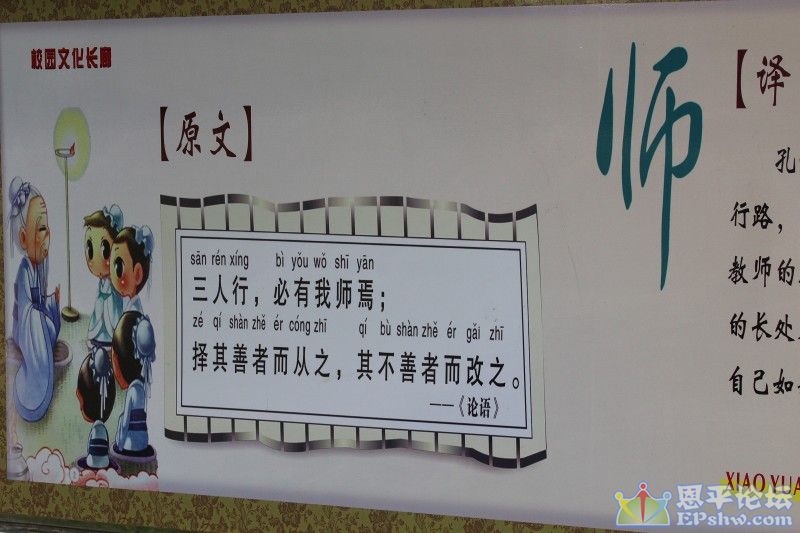 校园文化长廊
【原文】
sān rén xíng bì yǒu wǒ shī yān
三人行，必有我师焉；
zé qí shàn zhě ér cóng zhī qí bù shàn zhě ér gǎi zhī
择其善者而从之，其不善者而改之。
——《论语》
师
【译
孔
行路，
教师的
的长处
自己如
XIAO YUA
恩平论坛
EPshw.com